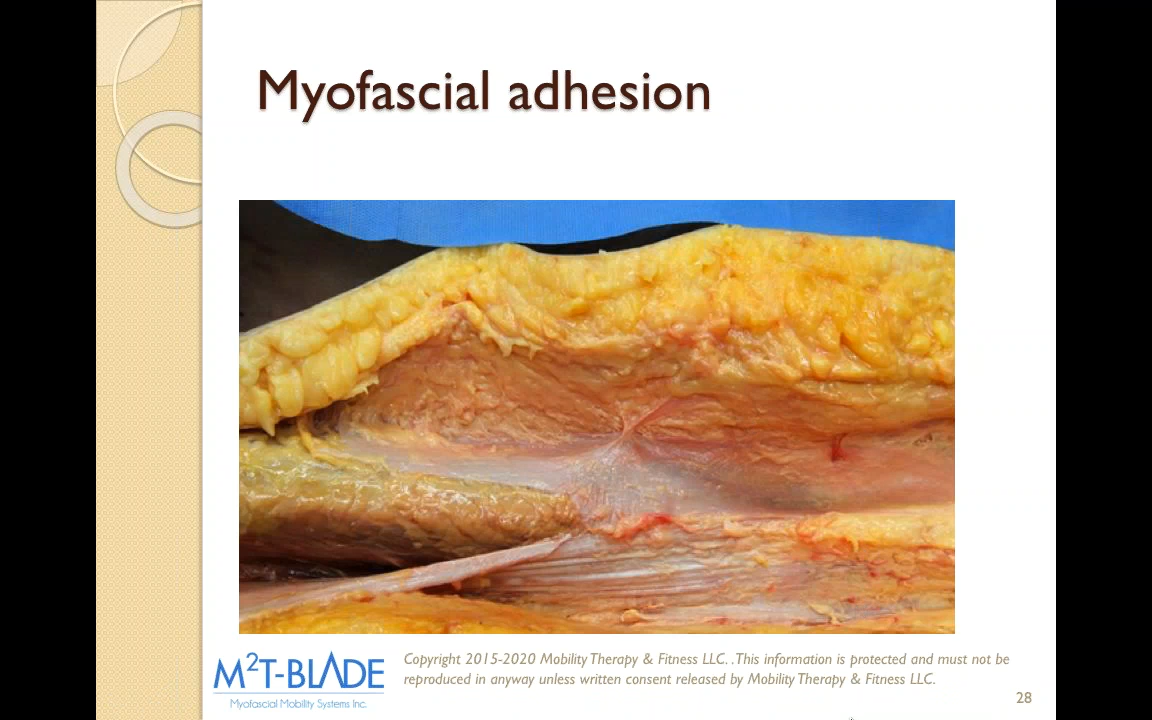 Myofascial adhesion
M²T-BLADE
Myofascial Mobility Systems Inc.
Copyright 2015-2020 Mobility Therapy & Fitness LLC. . This information is protected and must not be
reproduced in anyway unless written consent released by Mobility Therapy & Fitness LLC.
28